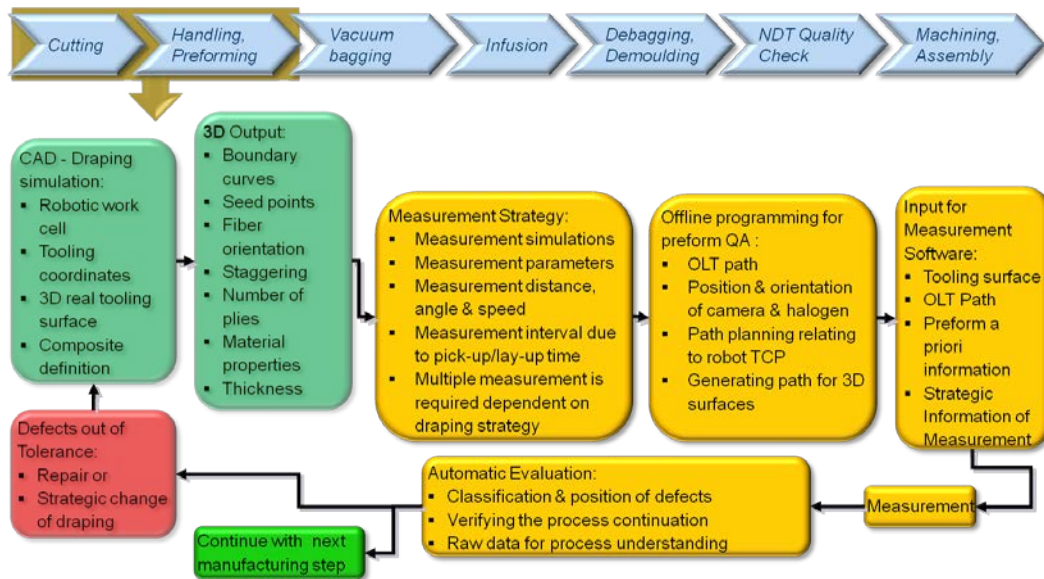 Cutting
Handling,
Preforming
Vacuum
bagging
Infusion
Debagging,
Demoulding
NDT Quality
Check
Machining,
Assembly
CAD - Draping
simulation:
▪ Robotic work
cell
▪ Tooling
coordinates
▪ 3D real tooling
surface
▪ Composite
definition
3D Output:
▪ Boundary
curves
▪ Seed points
▪ Fiber
orientation
▪ Staggering
▪ Number of
plies
▪ Material
properties
▪ Thickness
Measurement Strategy:
▪ Measurement simulations
▪ Measurement parameters
▪ Measurement distance,
angle & speed
▪ Measurement interval due
to pick-up/lay-up time
▪ Multiple measurement is
required dependent on
draping strategy
Offline programming for
preform QA :
▪ OLT path
▪ Position & orientation
of camera & halogen
▪ Path planning relating
to robot TCP
▪ Generating path for 3D
surfaces
Input for
Measurement
Software:
▪ Tooling surface
▪ OLT Path
▪ Preform a
priori
information
▪ Strategic
Information of
Measurement
Measurement
Automatic Evaluation:
▪ Classification & position of defects
▪ Verifying the process continuation
▪ Raw data for process understanding
Defects out of
Tolerance:
▪ Repair or
▪ Strategic change
of draping
Continue with next
manufacturing step